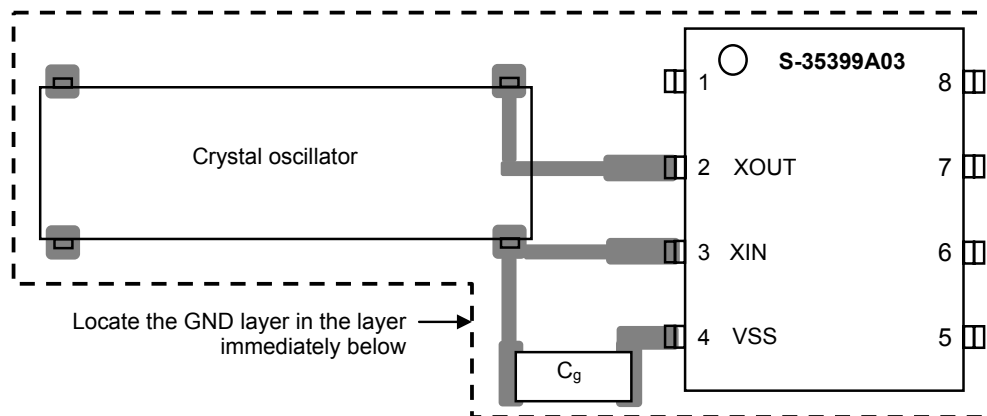 S-35399A03
1 8
Crystal oscillator
2 XOUT 7
3 XIN 6
Locate the GND layer in the layer
immediately below
4 VSS 5
Cg